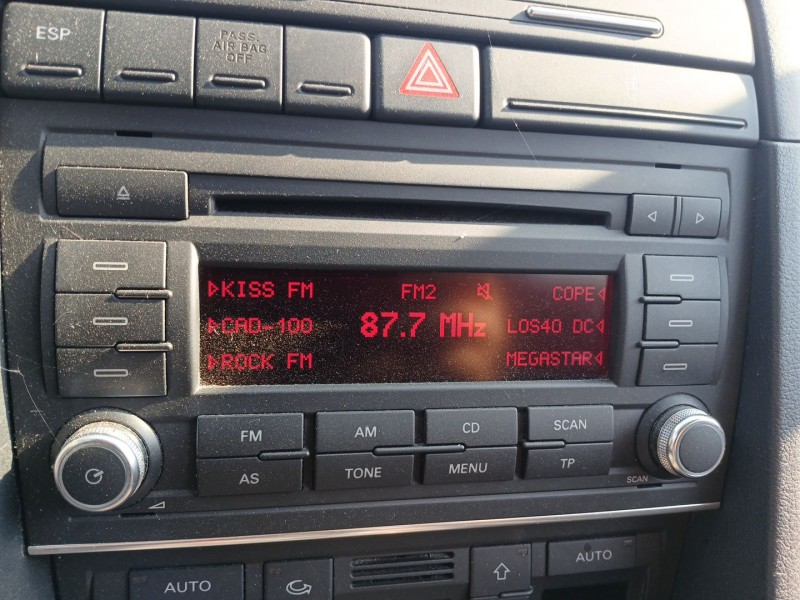 ESP
PASS.
AIR BAG
OFF
KISS FM FM2 COPE
CAD-100 87.7 MHz LOS40 DC
ROCK FM MEGASTAR
FM AM CD SCAN
AS TONE MENU TP
SCAN
AUTO AUTO